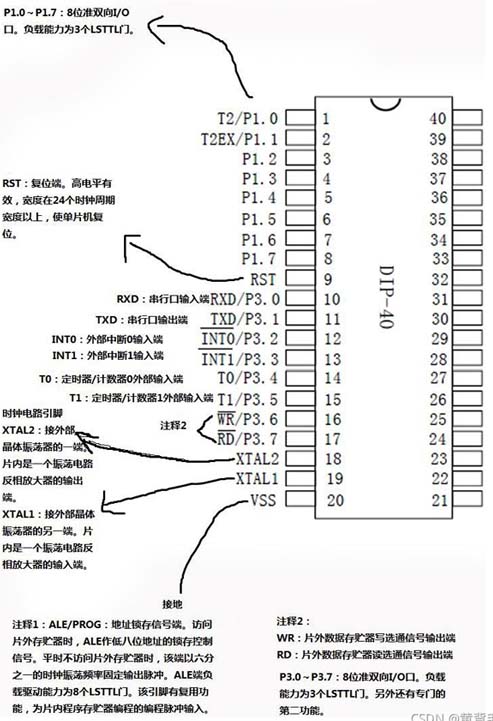 P1.0~P1.7：8位准双向I/O
口。负载能力为3个LSTTL门。
T2/P1.0 1 40
T2EX/P1.1 2 39
P1.2 3 38
P1.3 4 37
P1.4 5 36
P1.5 6 35
P1.6 7 34
P1.7 8 33
RST 9 32
RST：复位端。高电平有
效，宽度在24个时钟周期
宽度以上，使单片机复
位。
DIP-40
RXD：串行口输入端 RXD/P3.0 10 31
TXD：串行口输出端 TXD/P3.1 11 30
INT0：外部中断0输入端 INT0/P3.2 12 29
INT1：外部中断1输入端 INT1/P3.3 13 28
T0：定时器/计数器0外部输入端 T0/P3.4 14 27
T1：定时器/计数器1外部输入端 T1/P3.5 15 26
注释2 WR/P3.6 16 25
RD/P3.7 17 24
XTAL2 18 23
XTAL1 19 22
VSS 20 21
时钟电路引脚
XTAL2：接外部
晶体振荡器的一端。
片内是一个振荡电路
反相放大器的输出
端。
XTAL1：接外部晶体
振荡器的另一端。片
内是一个振荡电路反
相放大器的输入端。
接地
注释1：ALE/PROG：地址锁存信号端。访问
片外存储器时，ALE作低八位地址的锁存控制
信号。平时不访问片外存储器时，该端以六分
之一的时钟振荡频率固定输出脉冲。ALE端负
载驱动能力为8个LSTTL门。该引脚有复用功
能，为片内程序存储器编程的编程脉冲输入。
注释2：
WR：片外数据存贮器写选通信号输出端
RD：片外数据存贮器读选通信号输出端
P3.0~P3.7：8位准双向I/O口。负载
能力为3个LSTTL门。另外还有专门的
第二功能。
CSDN